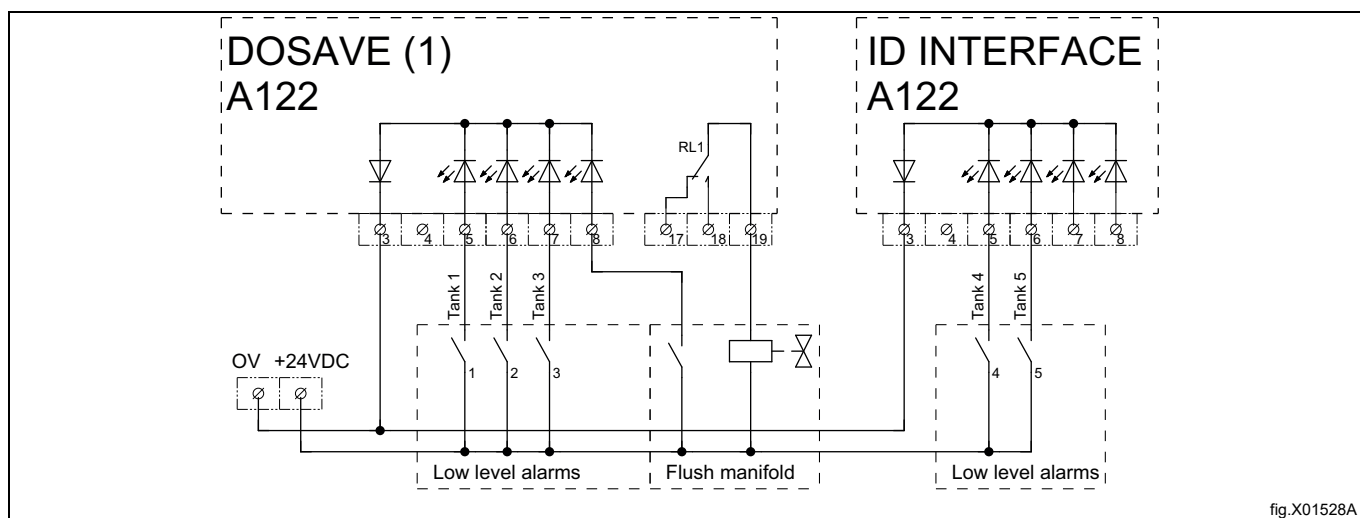 DOSAVE (1)
A122
ID INTERFACE
A122
RL1
3 4 5 6 7 8 17 18 19
3 4 5 6 7 8
Tank 1
Tank 2
Tank 3
Tank 4
Tank 5
OV +24VDC
1 2 3
4 5
Low level alarms
Flush manifold
Low level alarms
fig.X01528A